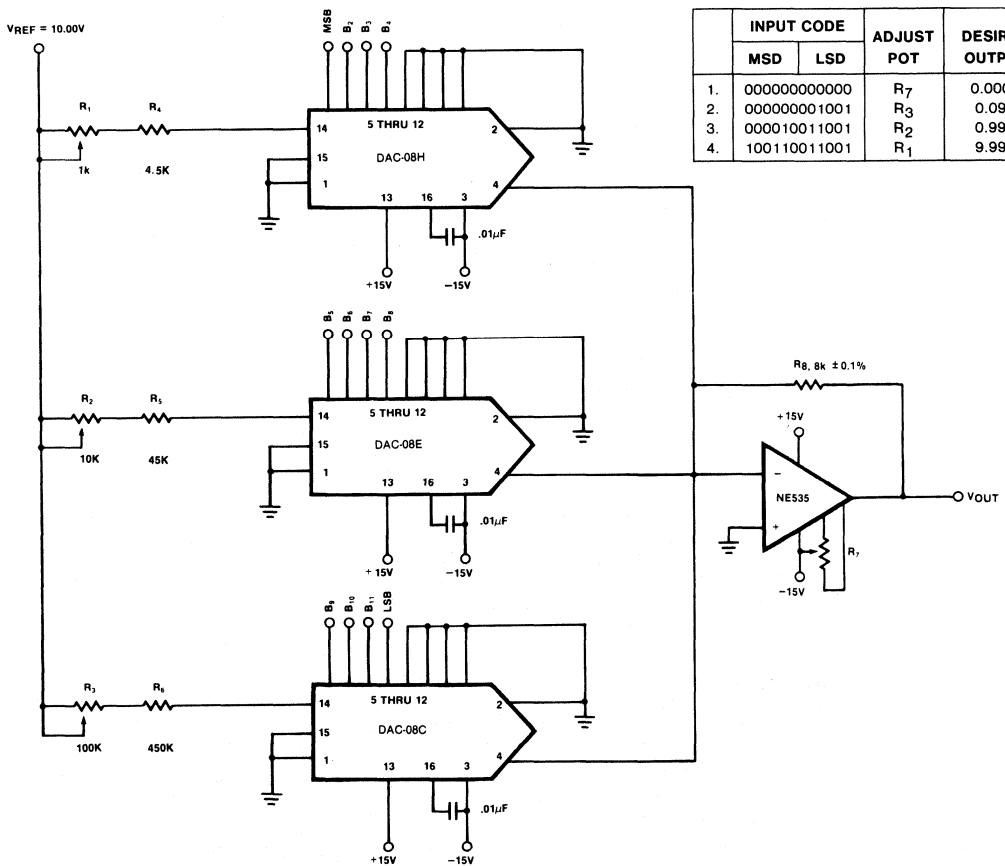 VREF = 10.00V
INPUT CODE
ADJUST POT
DESIR
OUTP
MSD LSD
1. 000000000000 R7 0.000
2. 000000001001 R3 0.09
3. 000010011001 R2 0.99
4. 100110011001 R1 9.99
MSB B2 B3 B4
R1 R4
1k 4.5K
14 5 THRU 12 2
15 DAC-08H
1 4
13 16 3
.01µF
+15V −15V
B5 B6 B7 B8
R2 R5
10K 45K
14 5 THRU 12 2
15 DAC-08E
1 4
13 16 3
.01µF
+15V −15V
R8, 8k ±0.1%
+15V
−
NE535
+
VOUT
R7
−15V
B9 B10 B11 LSB
R3 R6
100K 450K
14 5 THRU 12 2
15 DAC-08C
1 4
13 16 3
.01µF
+15V −15V